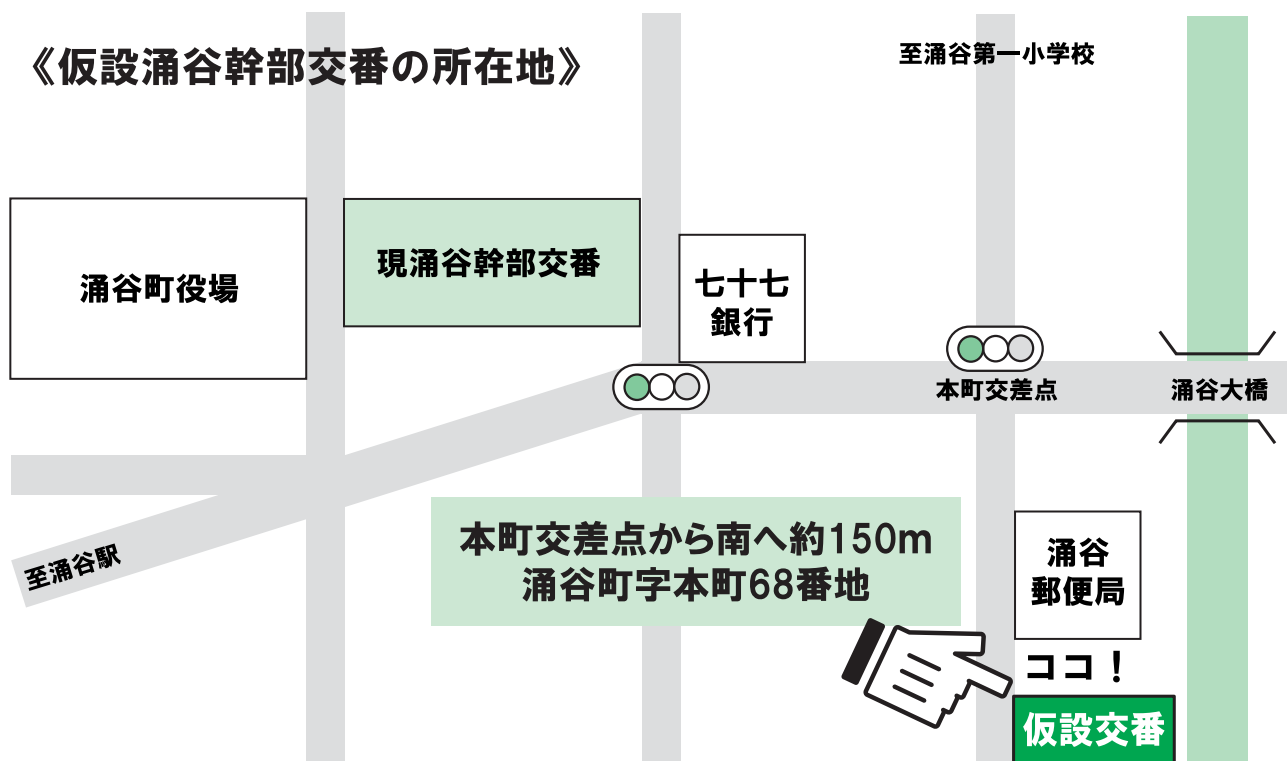 《仮設涌谷幹部交番の所在地》
至涌谷第一小学校
涌谷町役場
現涌谷幹部交番
七十七
銀行
本町交差点
涌谷大橋
至涌谷駅
本町交差点から南へ約150m
涌谷町字本町68番地
涌谷
郵便局
ココ！
仮設交番